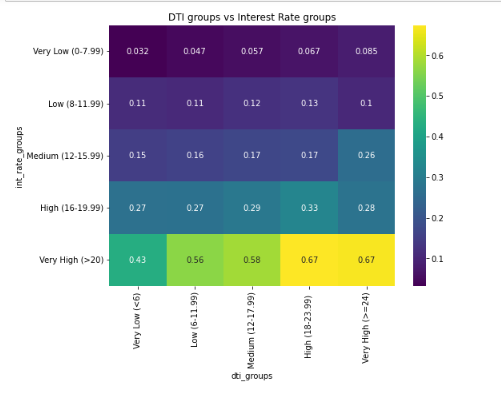 DTI groups vs Interest Rate groups
int_rate_groups
Very Low (0-7.99) 0.032 0.047 0.057 0.067 0.085
Low (8-11.99) 0.11 0.11 0.12 0.13 0.1
Medium (12-15.99) 0.15 0.16 0.17 0.17 0.26
High (16-19.99) 0.27 0.27 0.29 0.33 0.28
Very High (>20) 0.43 0.56 0.58 0.67 0.67
Very Low (<6)
Low (6-11.99)
Medium (12-17.99)
High (18-23.99)
Very High (>=24)
dti_groups
0.6
0.5
0.4
0.3
0.2
0.1